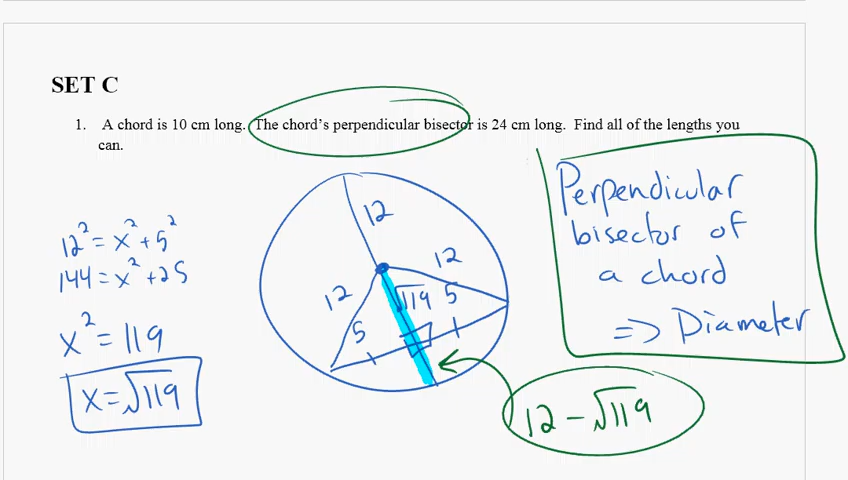 SET C
1. A chord is 10 cm long. The chord's perpendicular bisector is 24 cm long. Find all of the lengths you
can.
12² = x² + 5²
144 = x² + 25
x² = 119
x = √119
12
12
12
√119
5
5
12 - √119
Perpendicular
bisector of
a chord
=> Diameter